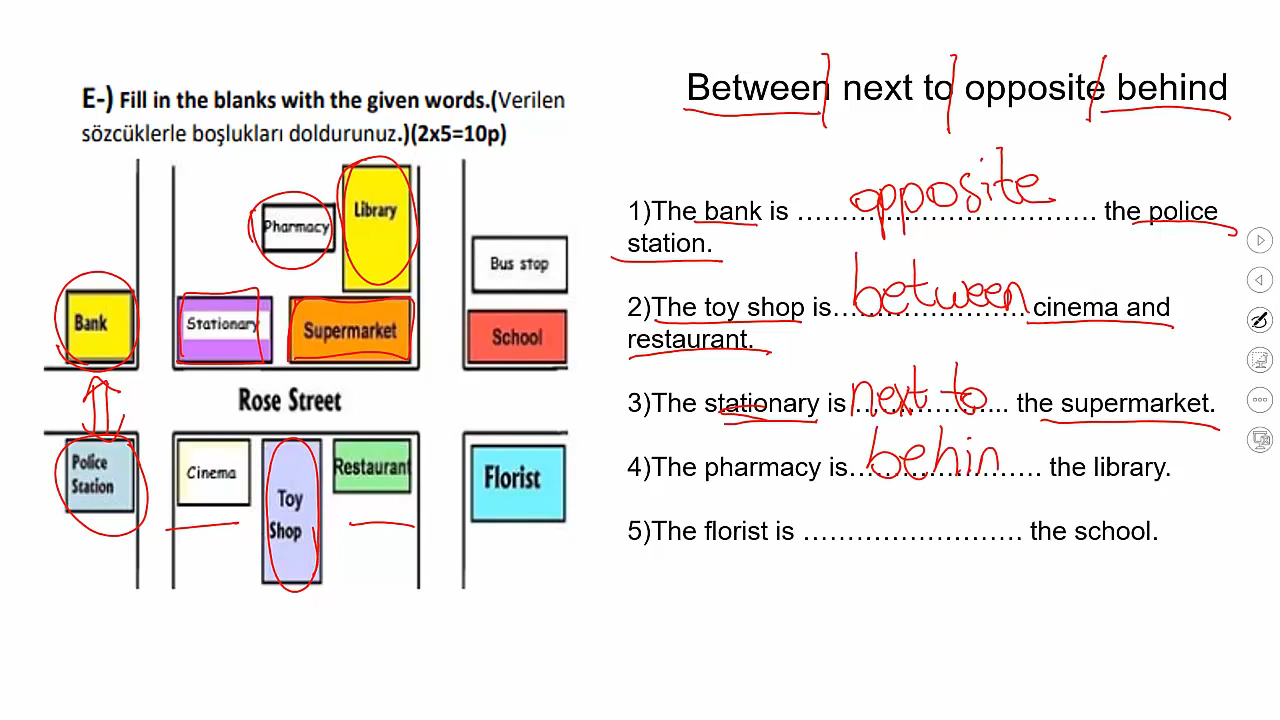 E-) Fill in the blanks with the given words.(Verilen
sözcüklerle boşlukları doldurunuz.)(2x5=10p)
Between next to opposite behind
Pharmacy
Library
Bus stop
Bank
Stationary
Supermarket
School
Rose Street
Police
Station
Cinema
Toy
Shop
Restaurant
Florist
1)The bank is ……opposite…… the police
station.
2)The toy shop is……between…… cinema and
restaurant.
3)The stationary is……next to…….. the supermarket.
4)The pharmacy is……behin……. the library.
5)The florist is ……………………. the school.